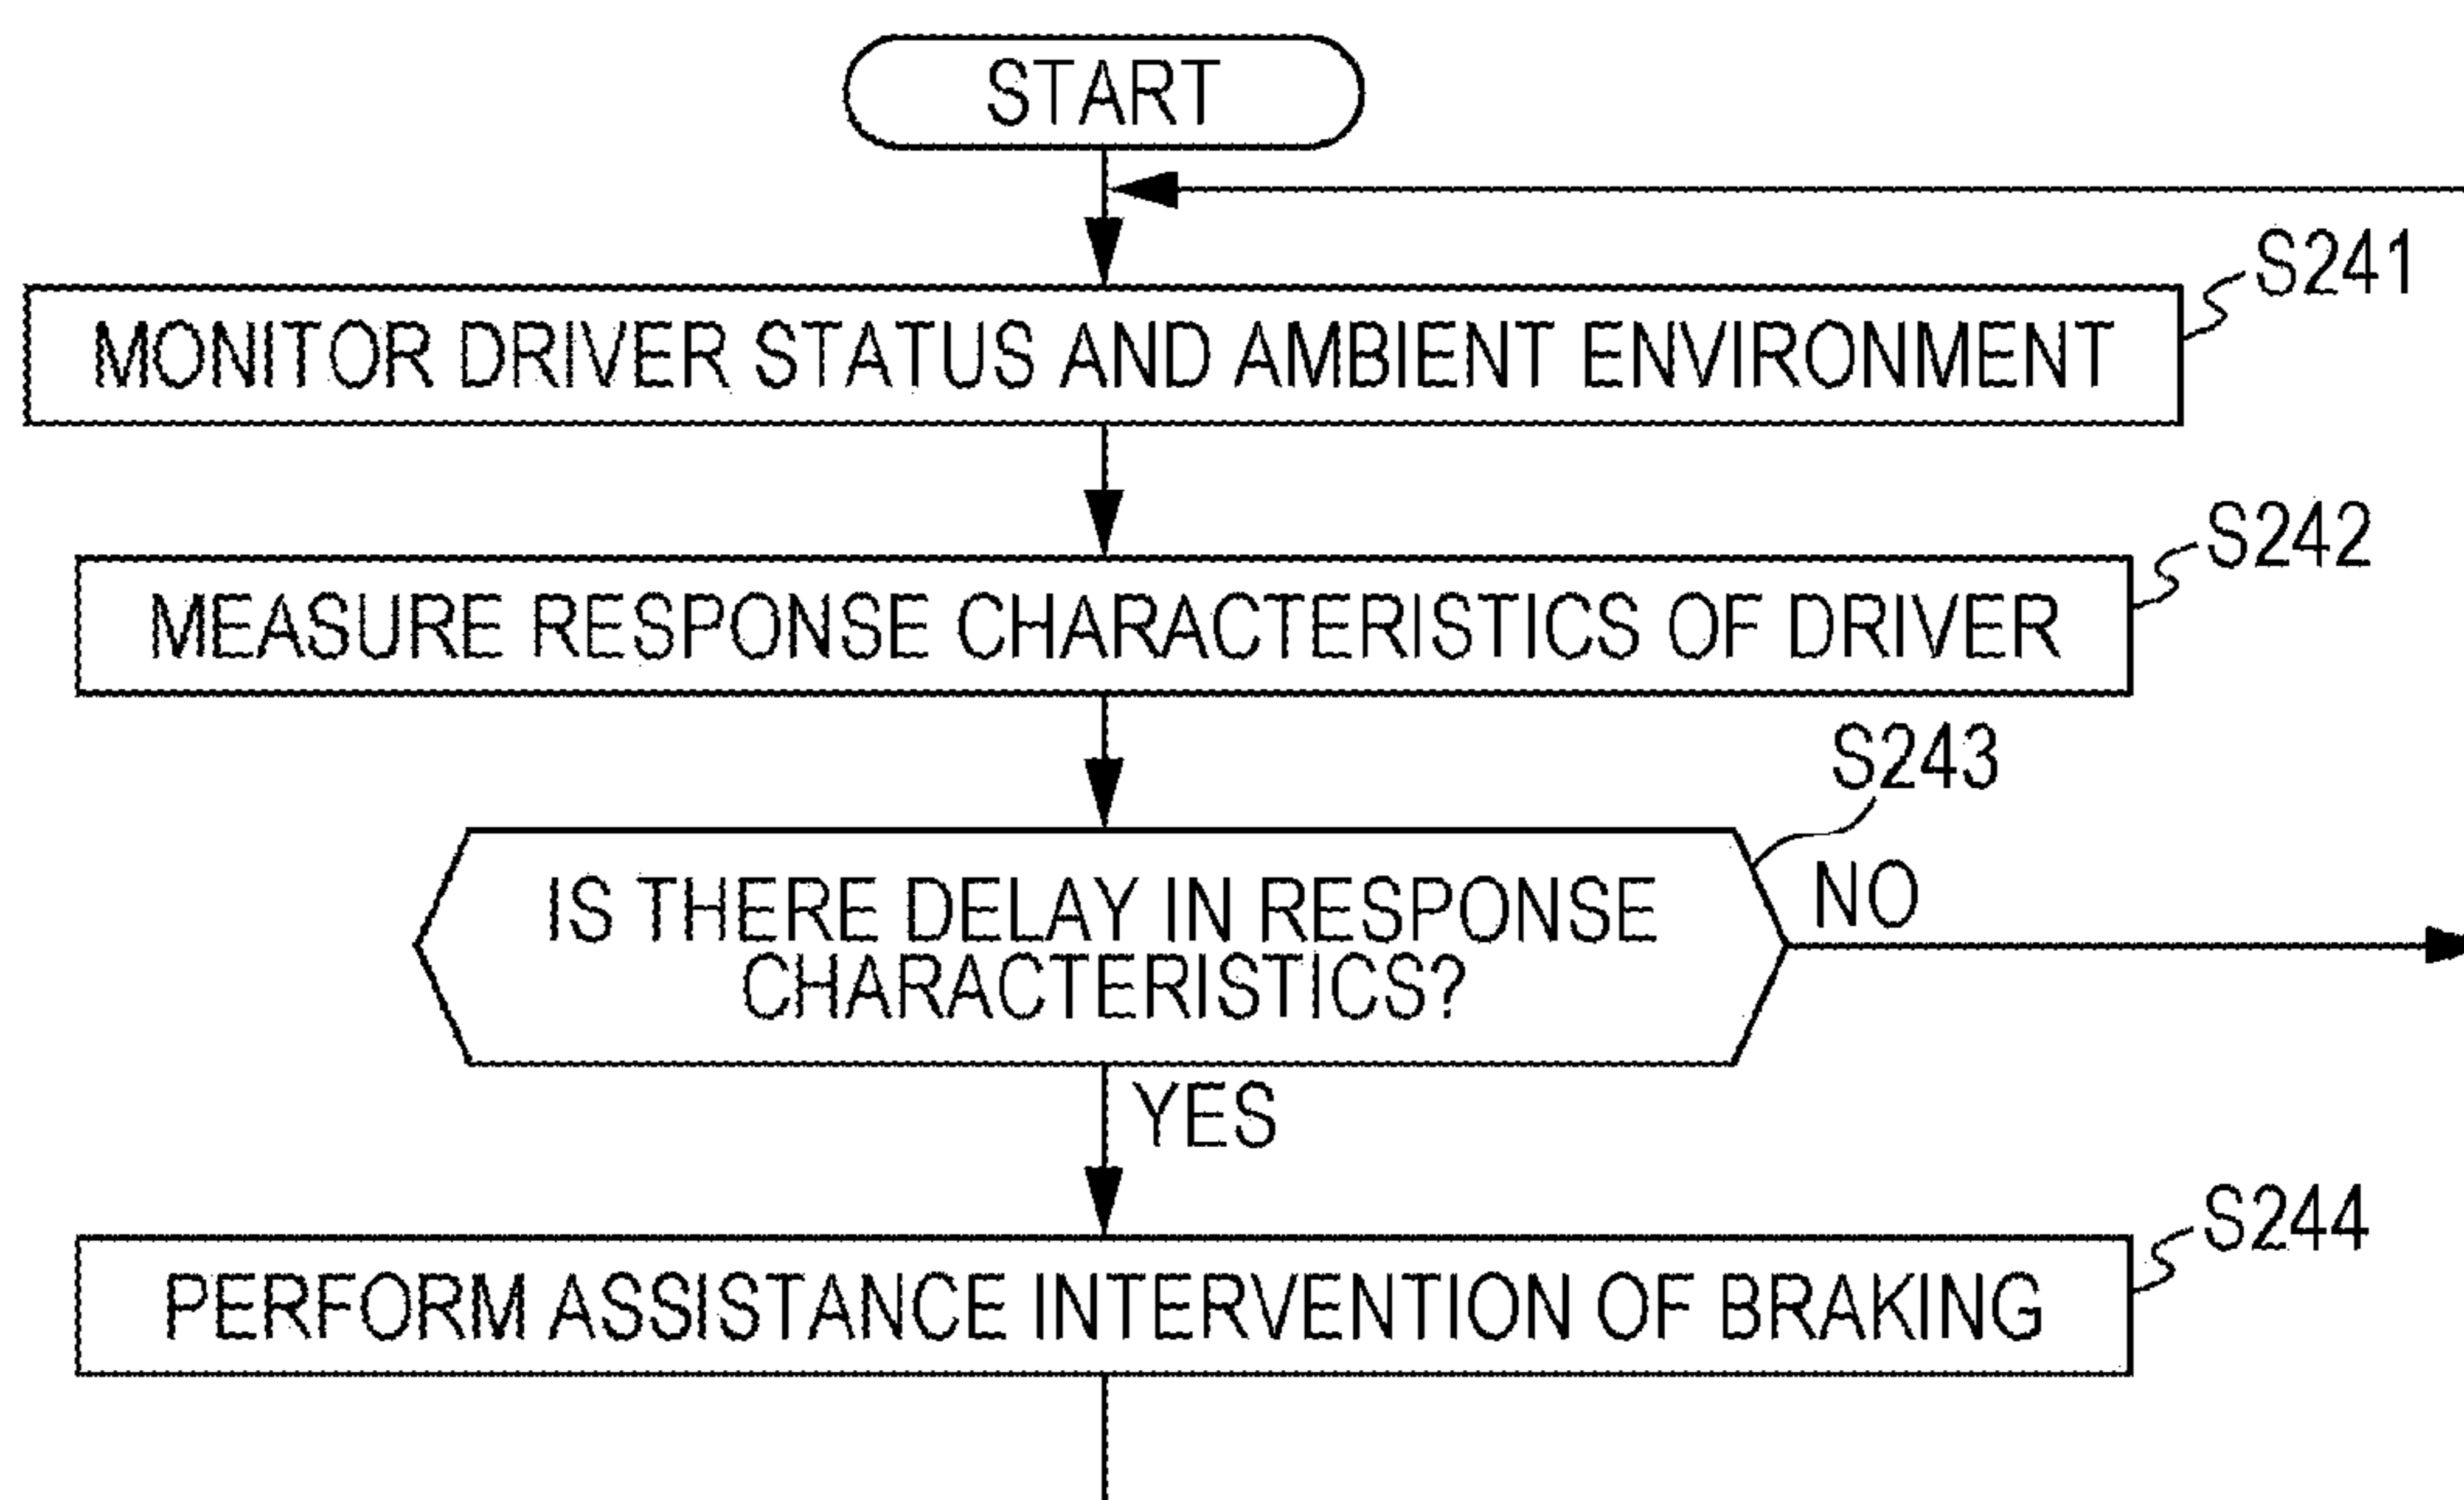 START
S241
MONITOR DRIVER STATUS AND AMBIENT ENVIRONMENT
S242
MEASURE RESPONSE CHARACTERISTICS OF DRIVER
S243
IS THERE DELAY IN RESPONSE
CHARACTERISTICS?
NO
YES
S244
PERFORM ASSISTANCE INTERVENTION OF BRAKING